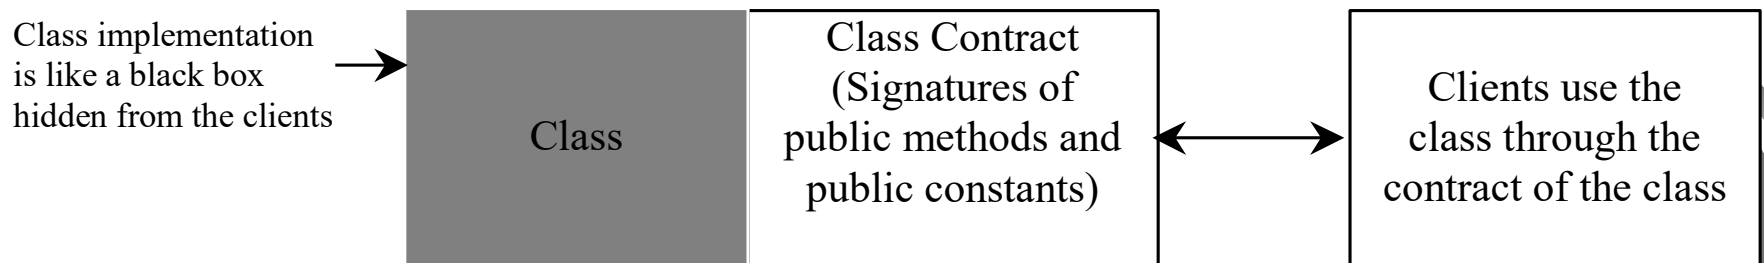 Class implementation
is like a black box
hidden from the clients
Class
Class Contract
(Signatures of
public methods and
public constants)
Clients use the
class through the
contract of the class